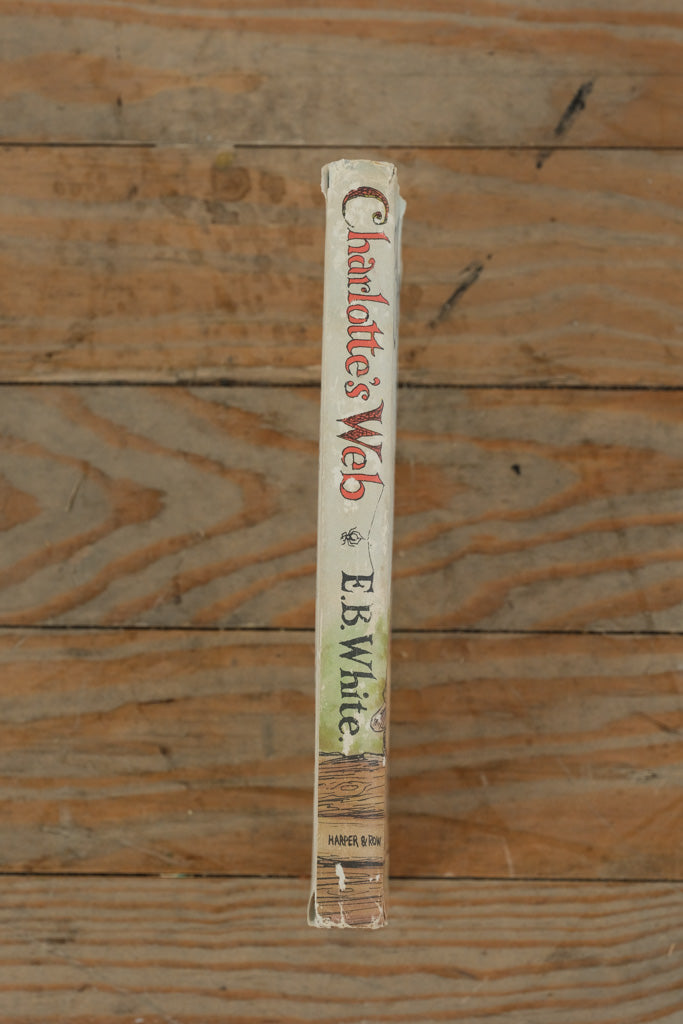 Charlotte's Web
E.B. White.
HARPER & ROW